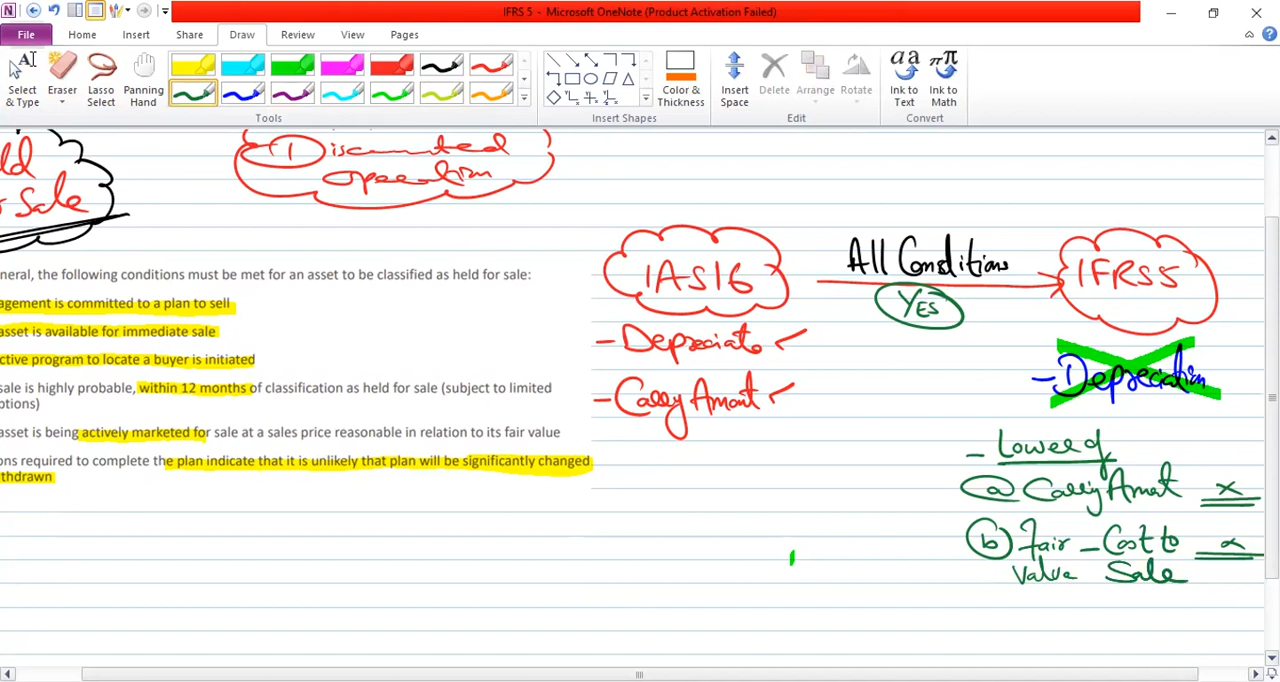 IFRS 5 - Microsoft OneNote (Product Activation Failed)
File Home Insert Share Draw Review View Pages
Select & Type
Eraser
Lasso Select
Panning Hand
Color & Thickness
Insert Space
Delete
Arrange
Rotate
Ink to Text
Ink to Math
Tools
Insert Shapes
Edit
Convert
ld
r Sale
Discounted
operation
neral, the following conditions must be met for an asset to be classified as held for sale:
agement is committed to a plan to sell
asset is available for immediate sale
ctive program to locate a buyer is initiated
sale is highly probable, within 12 months of classification as held for sale (subject to limited
ptions)
asset is being actively marketed for sale at a sales price reasonable in relation to its fair value
ons required to complete the plan indicate that it is unlikely that plan will be significantly changed
thdrawn
IAS16
- Depreciate ✓
- Carry Amont ✓
All Conditions
YES
IFRS5
- Depreciation
- Lower of
(a) Carry Amont x
(b) Fair Value - Cost to Sale x